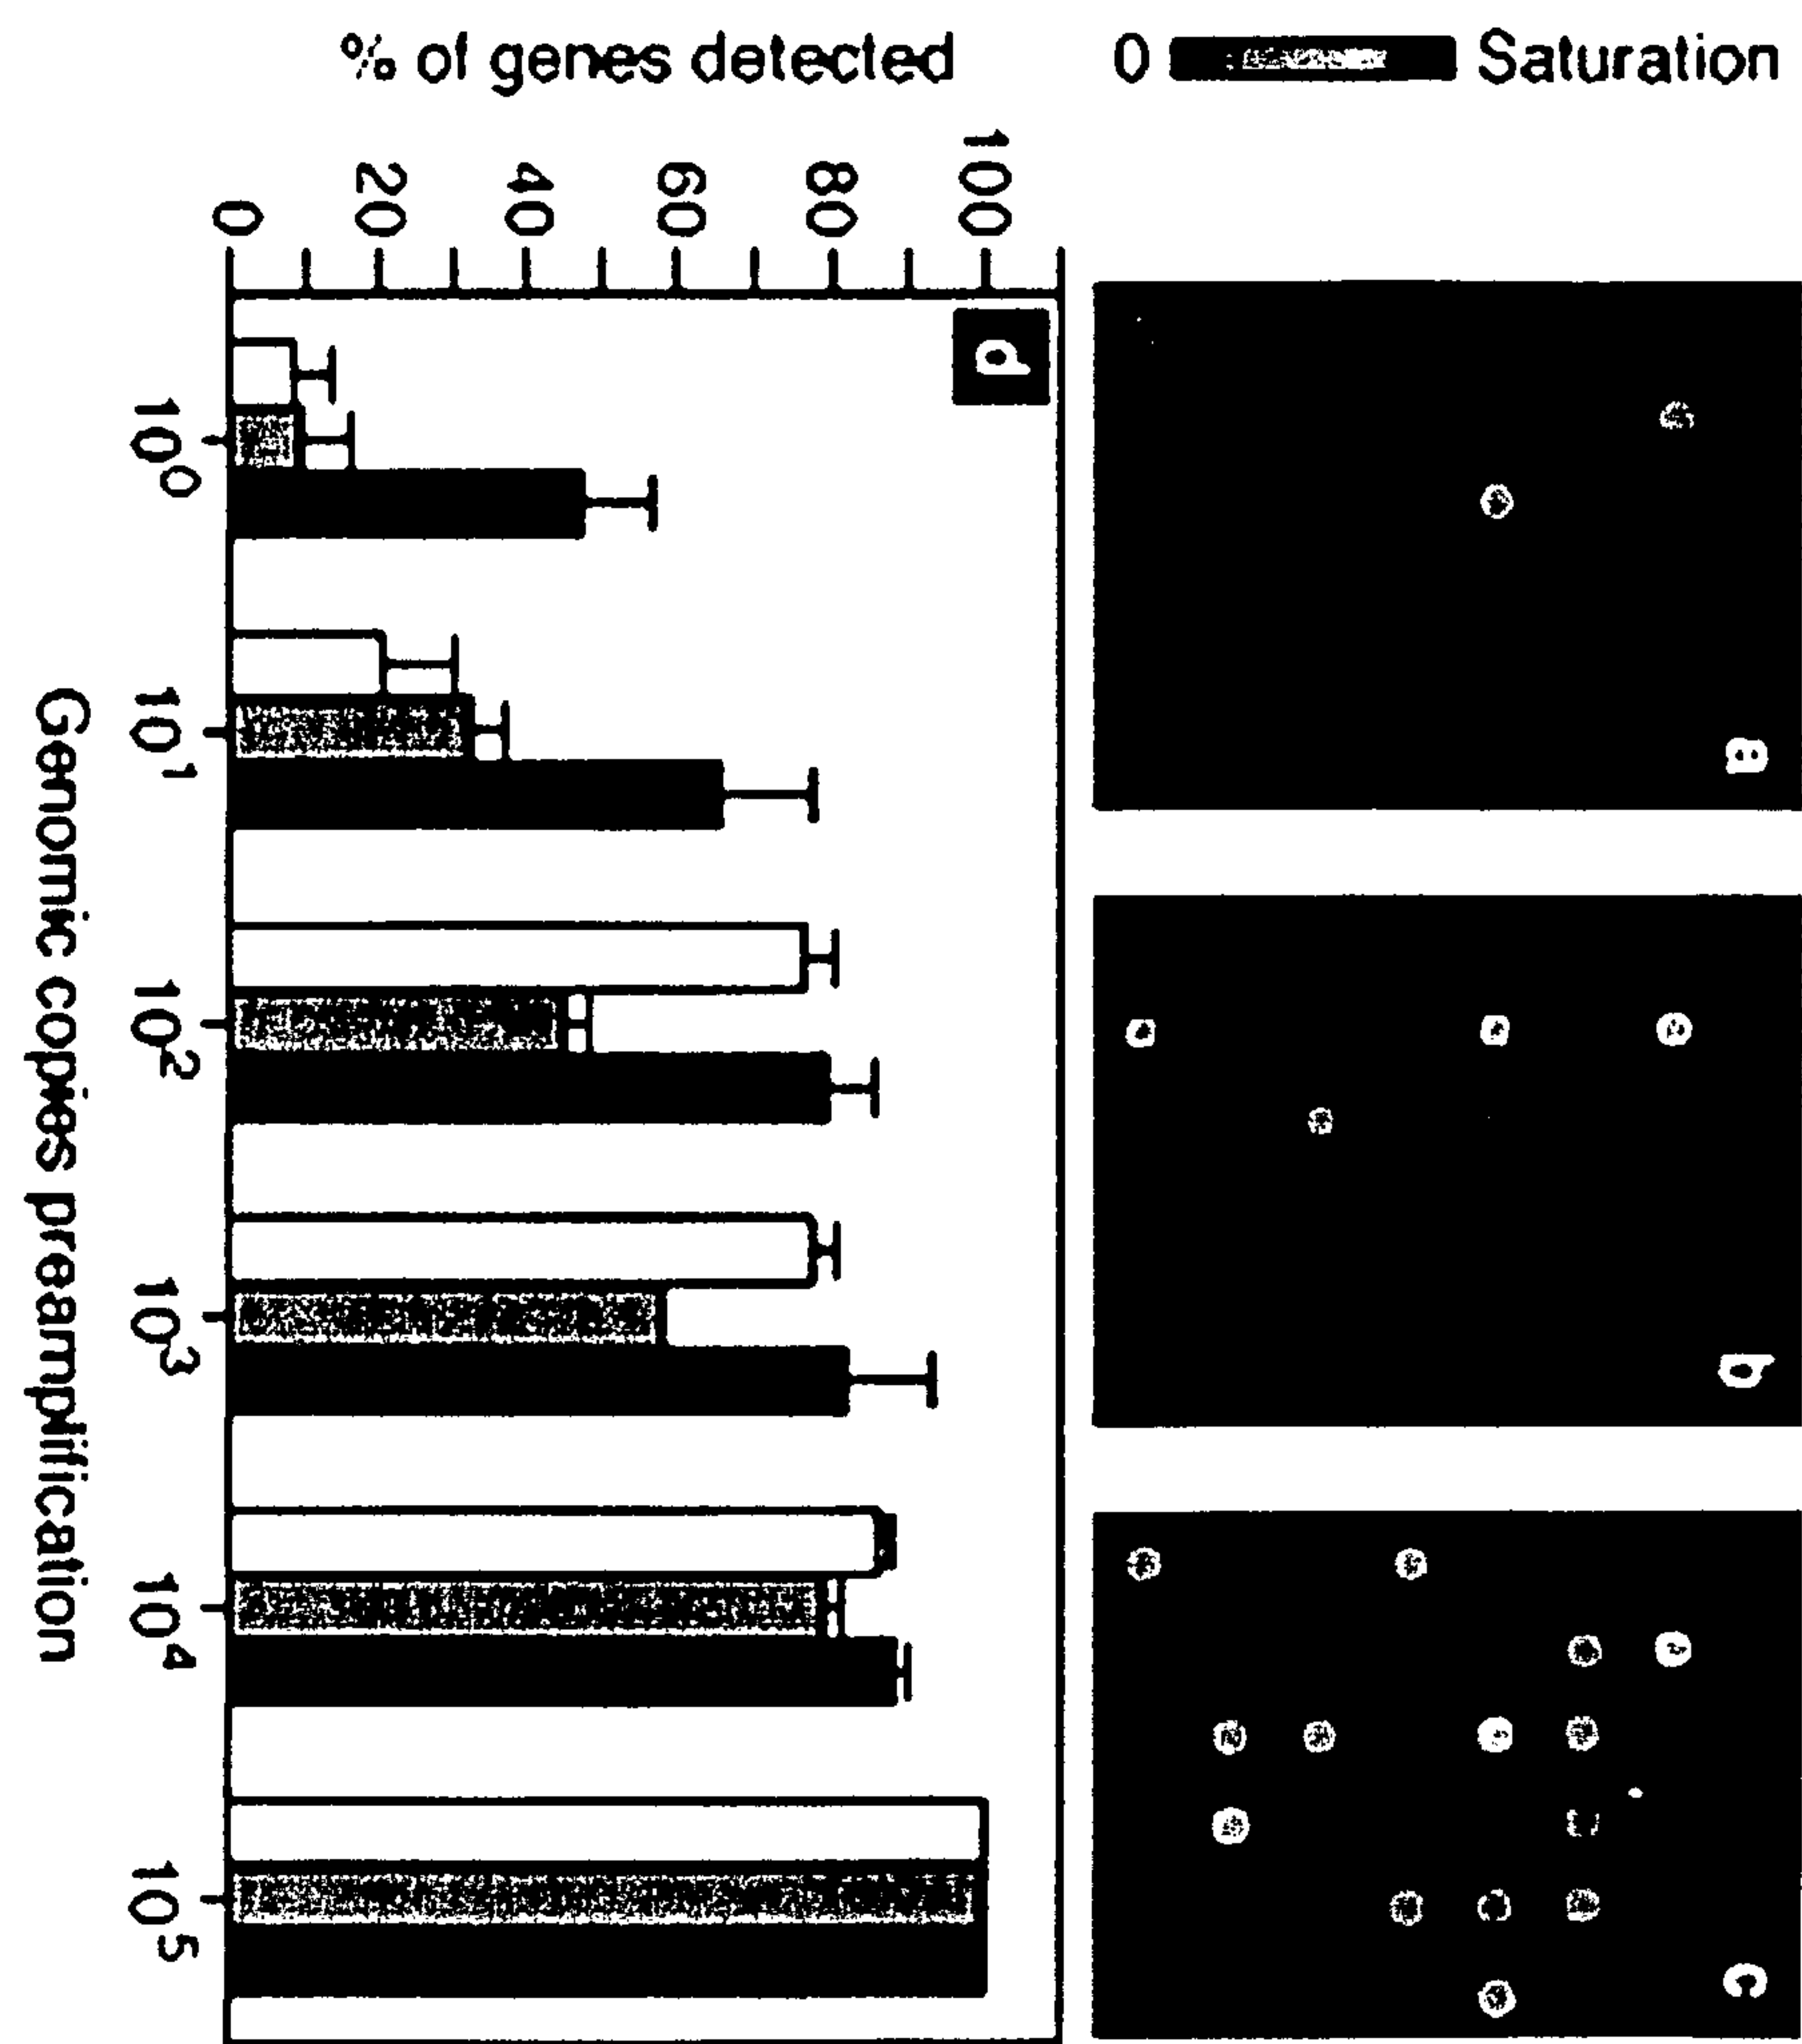 0 Saturation
a
b
c
d
% of genes detected
100
80
60
40
20
0
10⁰
10¹
10²
10³
10⁴
10⁵
Genomic copies preamplification